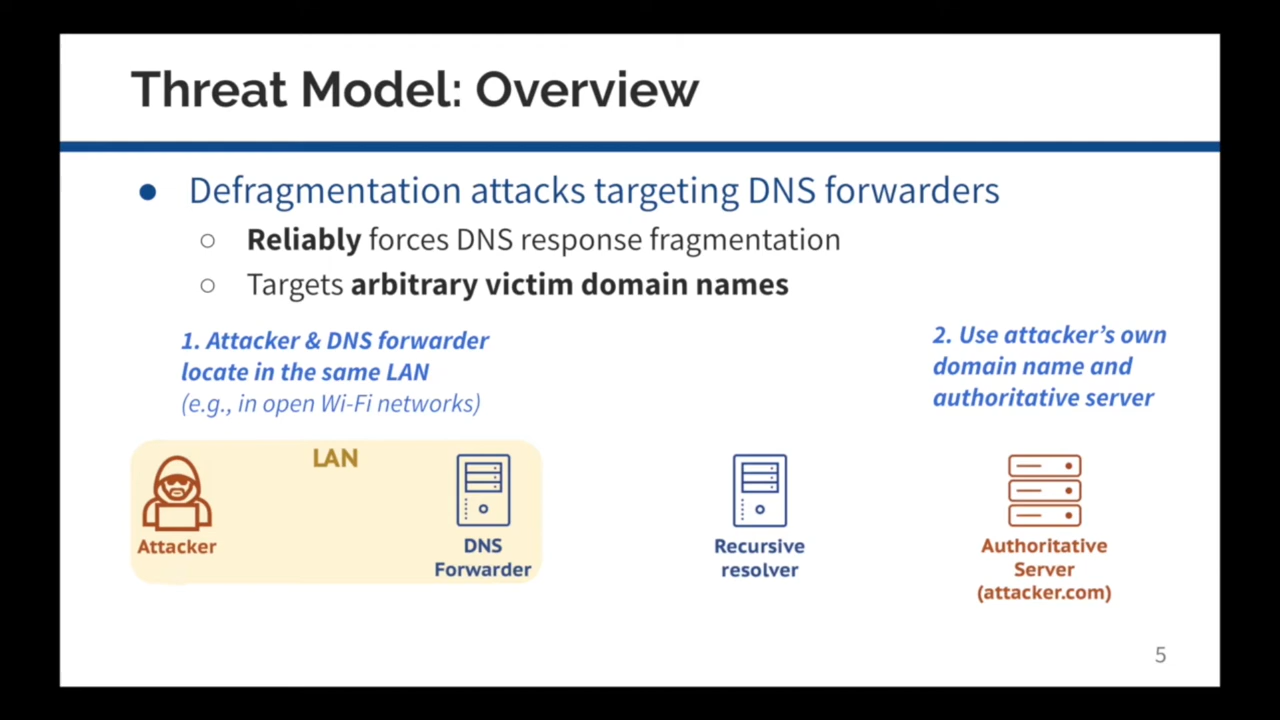 Threat Model: Overview
● Defragmentation attacks targeting DNS forwarders
○ Reliably forces DNS response fragmentation
○ Targets arbitrary victim domain names
1. Attacker & DNS forwarder
locate in the same LAN
(e.g., in open Wi-Fi networks)
2. Use attacker's own
domain name and
authoritative server
LAN
Attacker
DNS
Forwarder
Recursive
resolver
Authoritative
Server
(attacker.com)
5